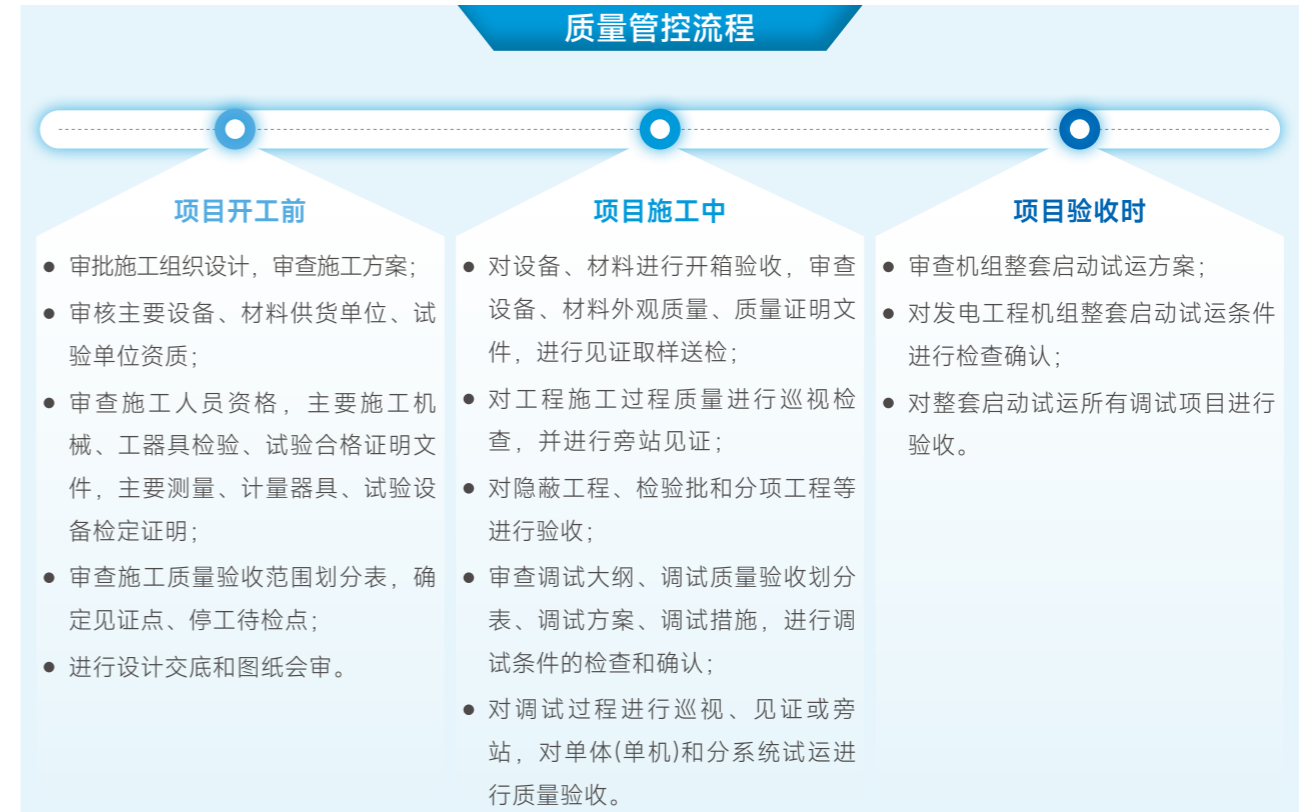 质量管控流程
项目开工前
● 审批施工组织设计，审查施工方案；
● 审核主要设备、材料供货单位、试
验单位资质；
● 审查施工人员资格，主要施工机
械、工器具检验、试验合格证明文
件，主要测量、计量器具、试验设
备检定证明；
● 审查施工质量验收范围划分表，确
定见证点、停工待检点；
● 进行设计交底和图纸会审。
项目施工中
● 对设备、材料进行开箱验收，审查
设备、材料外观质量、质量证明文
件，进行见证取样送检；
● 对工程施工过程质量进行巡视检
查，并进行旁站见证；
● 对隐蔽工程、检验批和分项工程等
进行验收；
● 审查调试大纲、调试质量验收划分
表、调试方案、调试措施，进行调
试条件的检查和确认；
● 对调试过程进行巡视、见证或旁
站，对单体(单机)和分系统试运进
行质量验收。
项目验收时
● 审查机组整套启动试运方案；
● 对发电工程机组整套启动试运条件
进行检查确认；
● 对整套启动试运所有调试项目进行
验收。